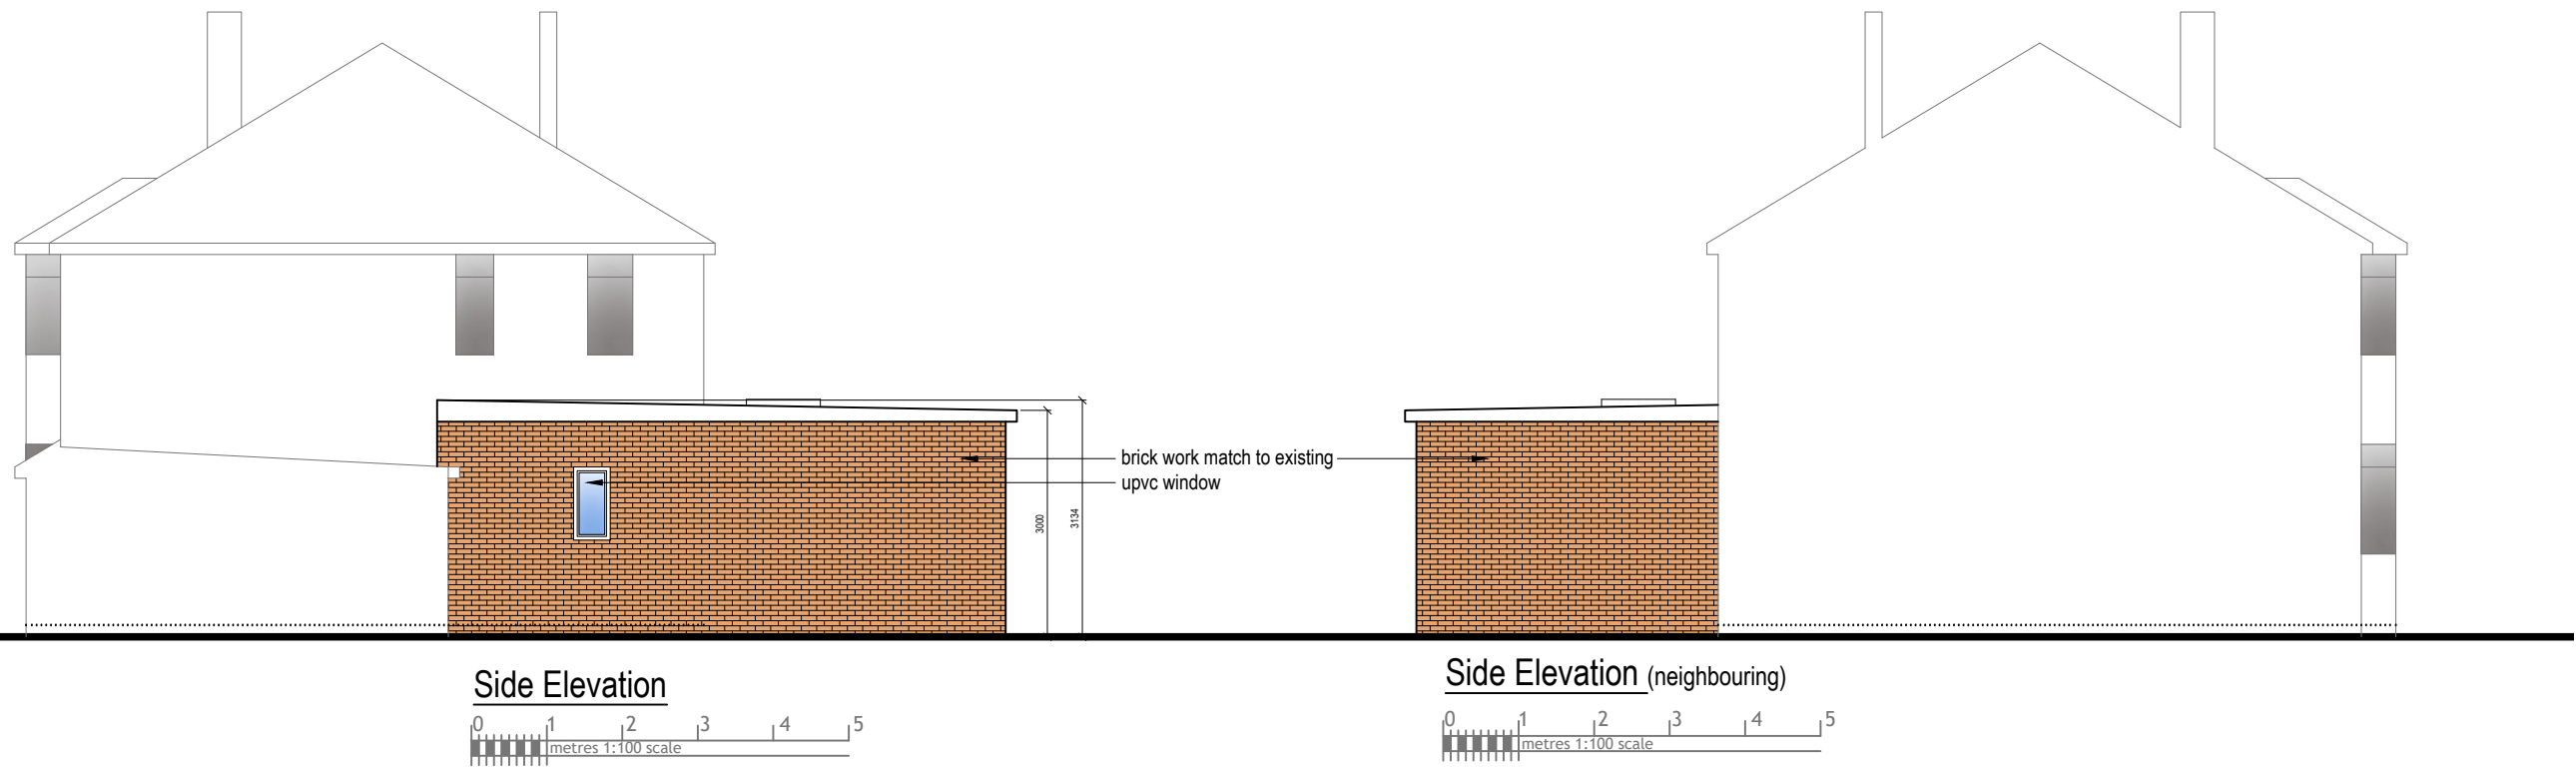 brick work match to existing
upvc window
3000
3134
Side Elevation
0 1 2 3 4 5
metres 1:100 scale
Side Elevation (neighbouring)
0 1 2 3 4 5
metres 1:100 scale